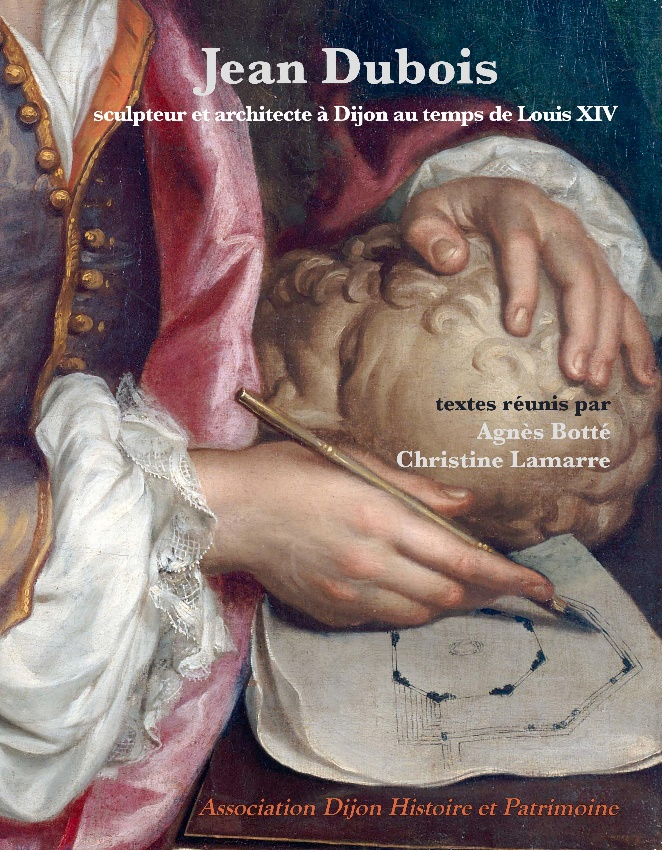 Jean Dubois
sculpteur et architecte à Dijon au temps de Louis XIV
textes réunis par
Agnès Botté
Christine Lamarre
Association Dijon Histoire et Patrimoine